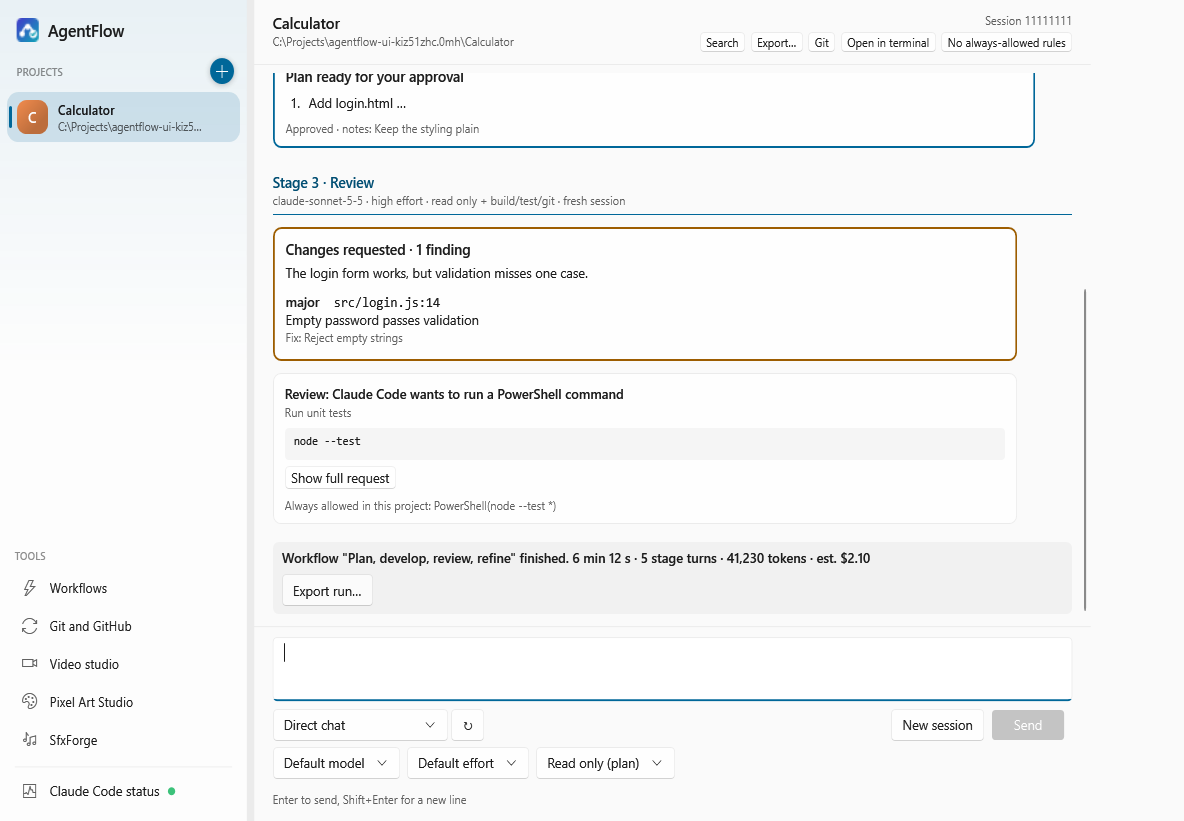 AgentFlow
PROJECTS
C
Calculator
C:\Projects\agentflow-ui-kiz5...
TOOLS
Workflows
Git and GitHub
Video studio
Pixel Art Studio
SfxForge
Claude Code status
Calculator
C:\Projects\agentflow-ui-kiz51zhc.0mh\Calculator
Session 11111111
Search
Export...
Git
Open in terminal
No always-allowed rules
Plan ready for your approval
1. Add login.html ...
Approved · notes: Keep the styling plain
Stage 3 · Review
claude-sonnet-5-5 · high effort · read only + build/test/git · fresh session
Changes requested · 1 finding
The login form works, but validation misses one case.
major src/login.js:14
Empty password passes validation
Fix: Reject empty strings
Review: Claude Code wants to run a PowerShell command
Run unit tests
node --test
Show full request
Always allowed in this project: PowerShell(node --test *)
Workflow "Plan, develop, review, refine" finished. 6 min 12 s · 5 stage turns · 41,230 tokens · est. $2.10
Export run...
Direct chat
New session
Send
Default model
Default effort
Read only (plan)
Enter to send, Shift+Enter for a new line